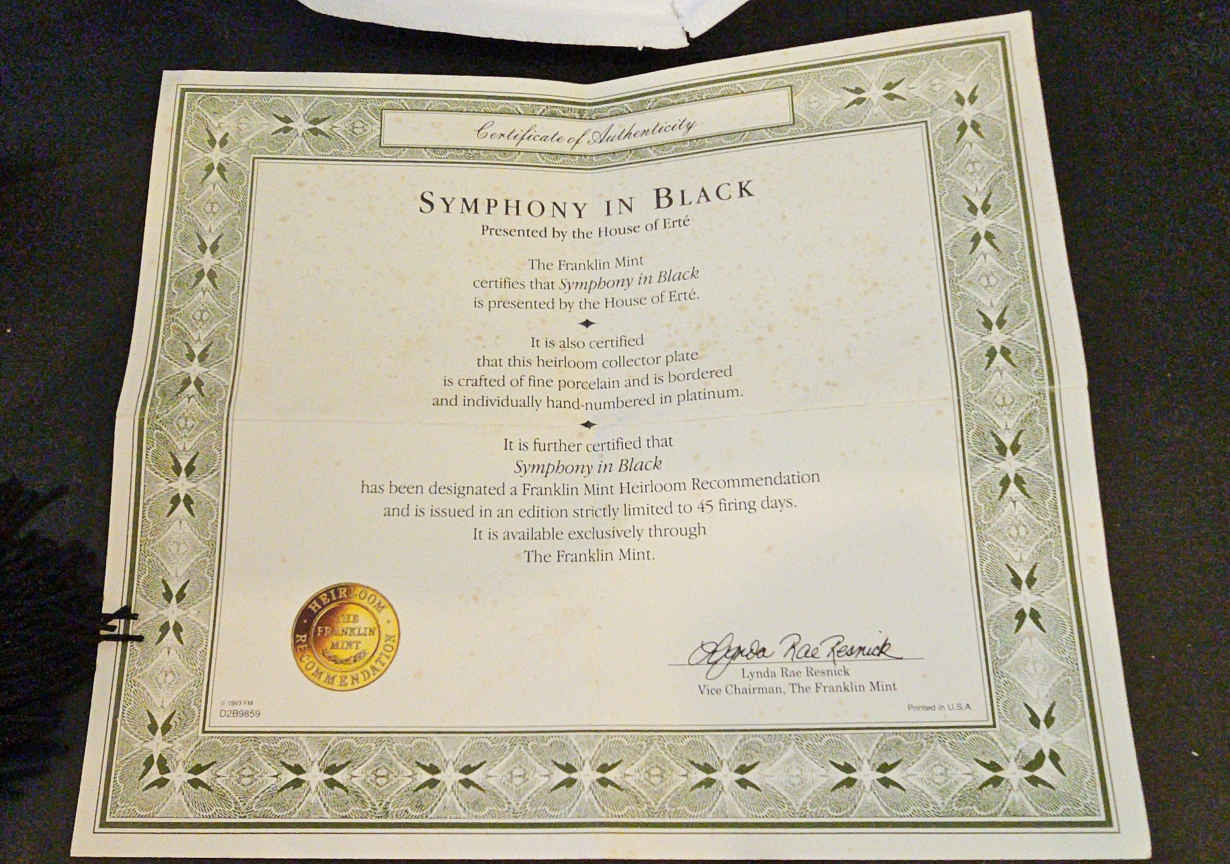 Certificate of Authenticity
SYMPHONY IN BLACK
Presented by the House of Erté
The Franklin Mint
certifies that Symphony in Black
is presented by the House of Erté.
It is also certified
that this heirloom collector plate
is crafted of fine porcelain and is bordered
and individually hand-numbered in platinum.
It is further certified that
Symphony in Black
has been designated a Franklin Mint Heirloom Recommendation
and is issued in an edition strictly limited to 45 firing days.
It is available exclusively through
The Franklin Mint.
HEIRLOOM
RECOMMENDATION
THE
FRANKLIN
MINT
Lynda Rae Resnick
Lynda Rae Resnick
Vice Chairman, The Franklin Mint
© 1993 FM
D2B9859
Printed in U.S.A.